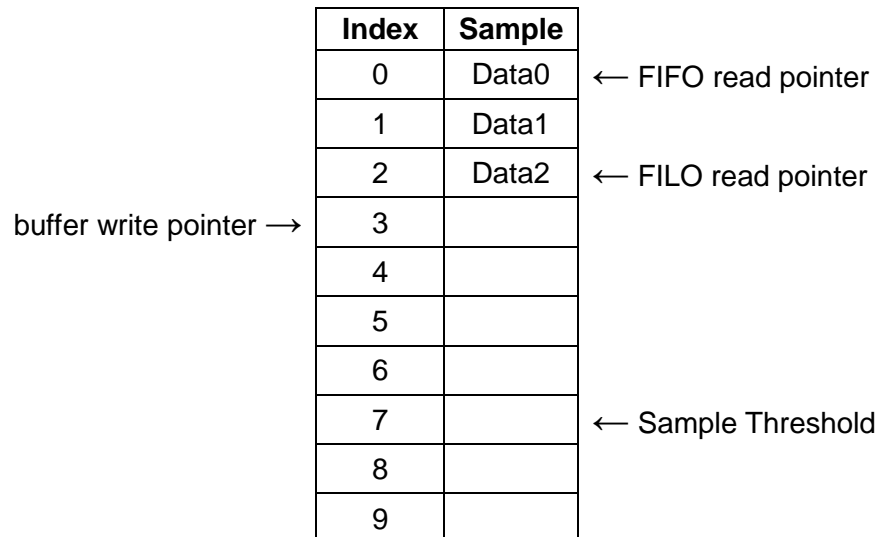 Index Sample
0 Data0 ← FIFO read pointer
1 Data1
2 Data2 ← FILO read pointer
buffer write pointer → 3
4
5
6
7 ← Sample Threshold
8
9